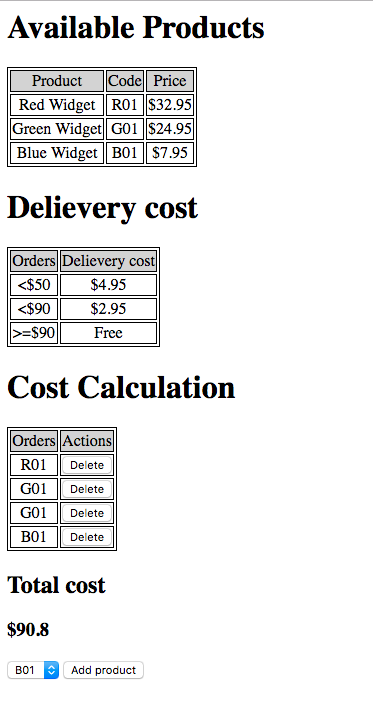 Available Products
Product Code Price
Red Widget R01 $32.95
Green Widget G01 $24.95
Blue Widget B01 $7.95
Delievery cost
Orders Delievery cost
<$50 $4.95
<$90 $2.95
>=$90 Free
Cost Calculation
Orders Actions
R01 Delete
G01 Delete
G01 Delete
B01 Delete
Total cost
$90.8
B01 Add product